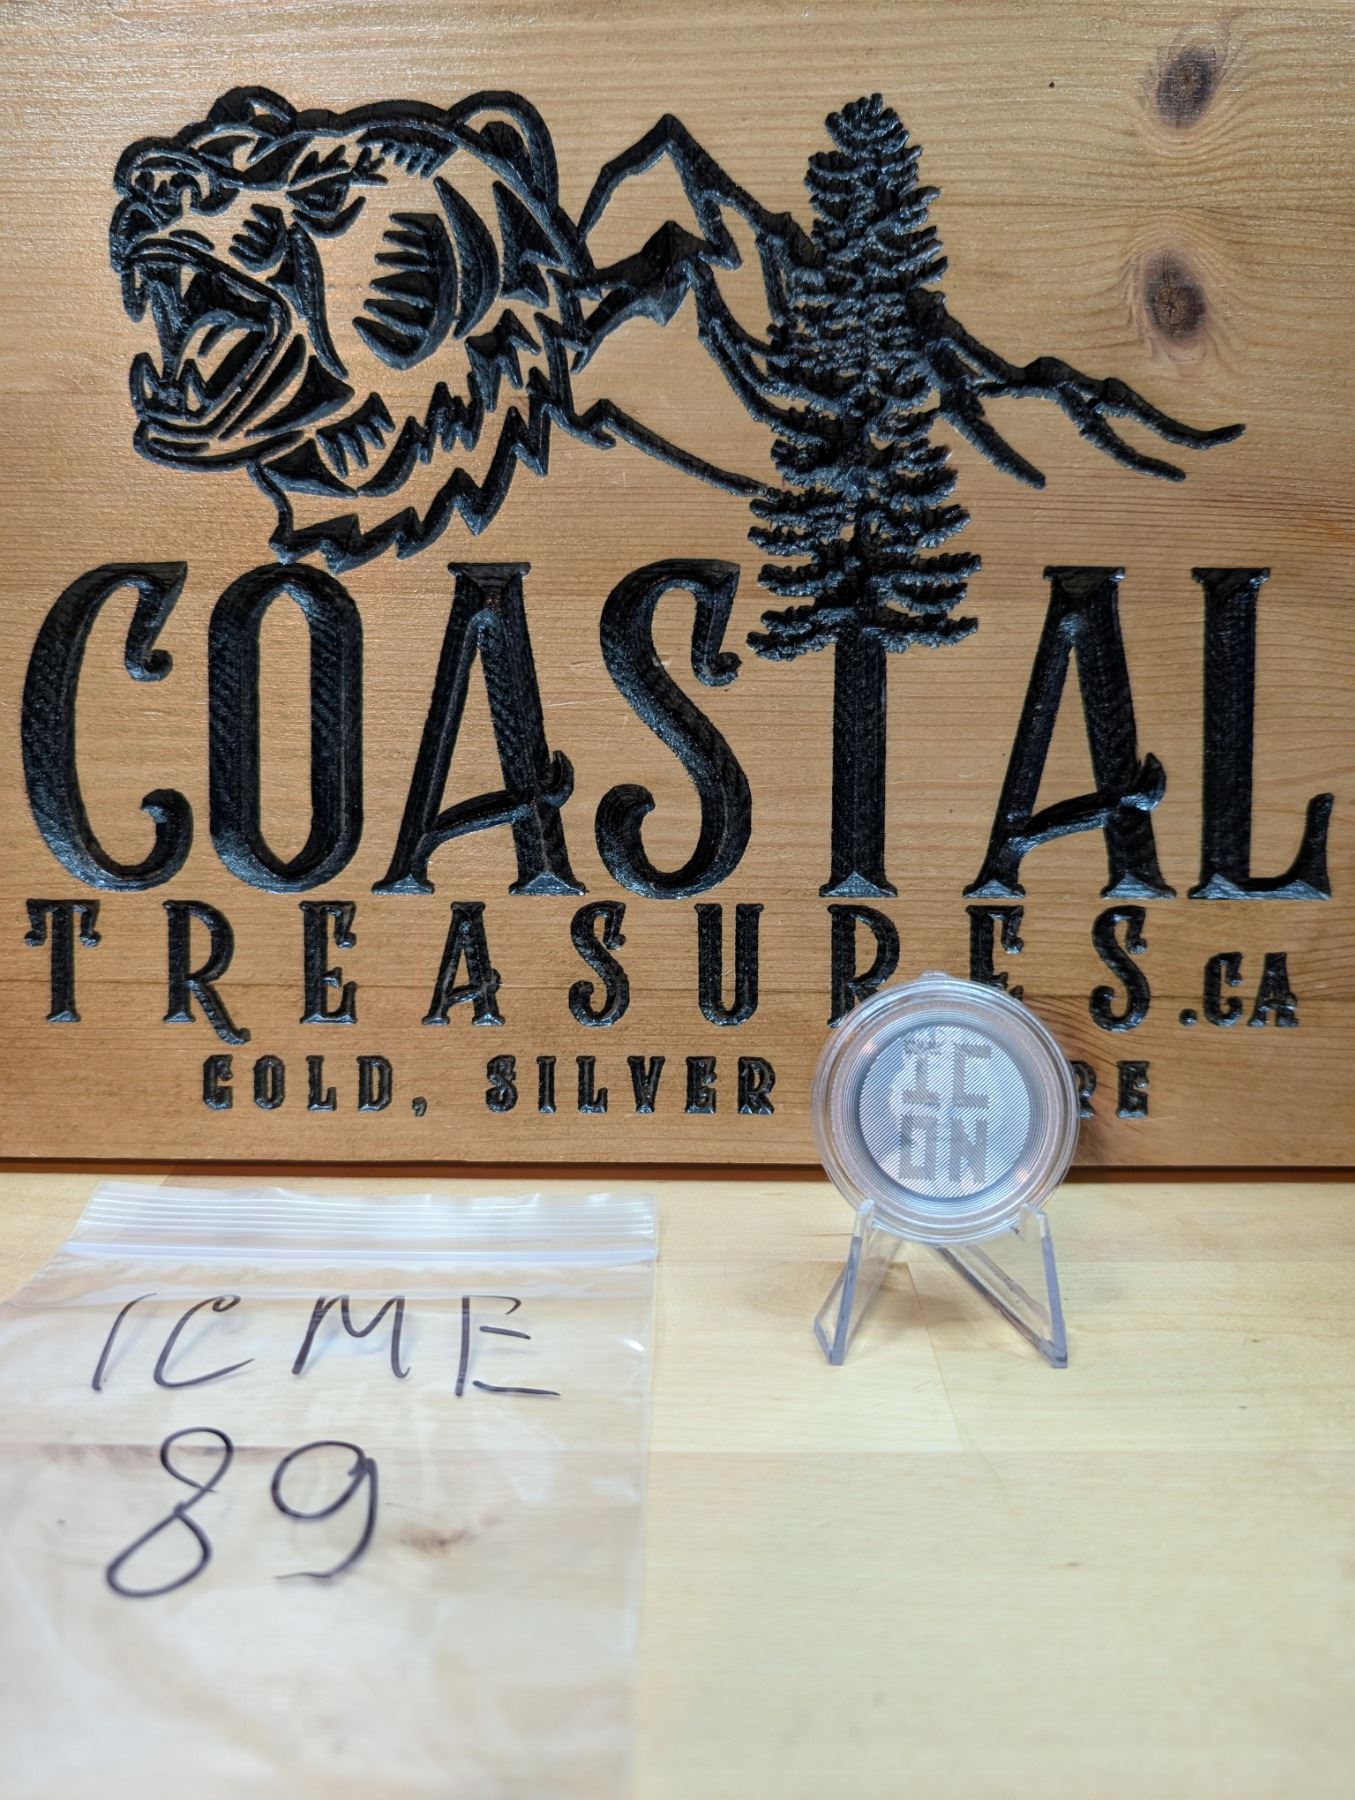 COASTAL
TREASURES.CA
GOLD, SILVER
IC
ON
ICME
89